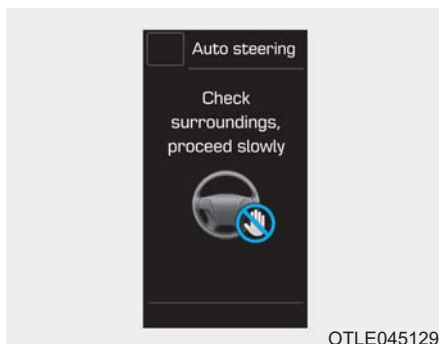 Auto steering
Check
surroundings,
proceed slowly
OTLE045129